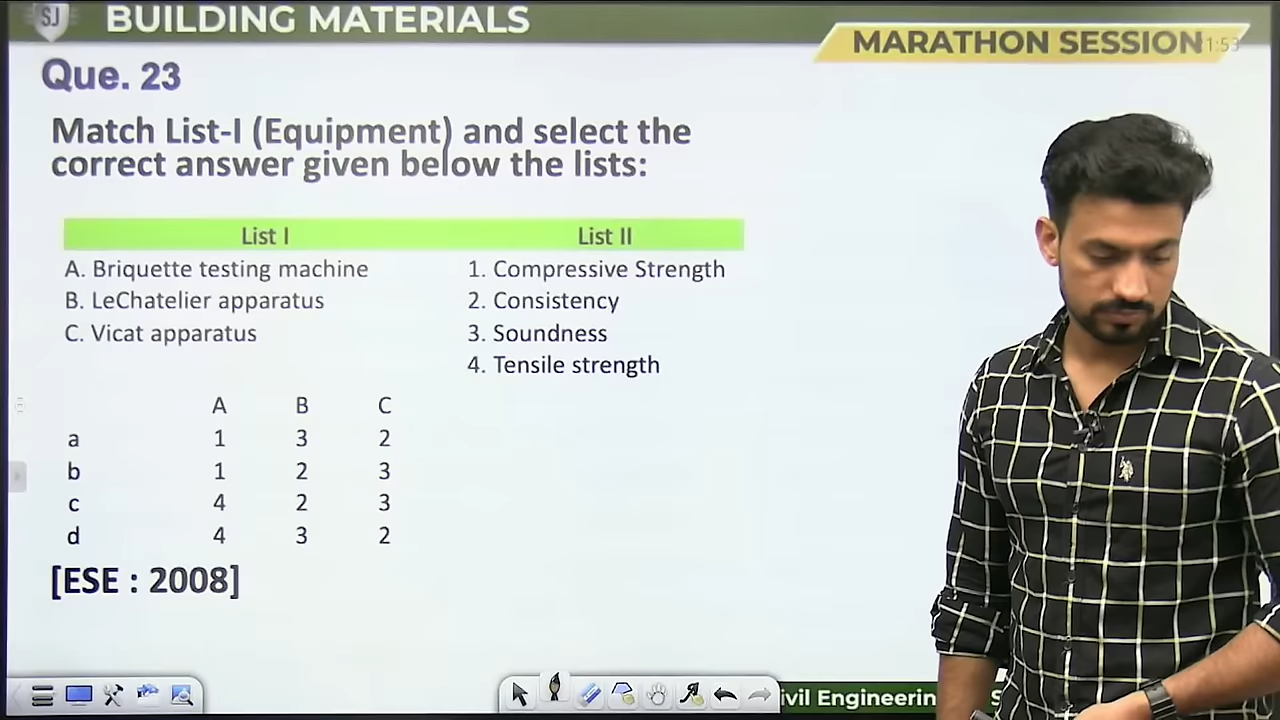 SJ
BUILDING MATERIALS
MARATHON SESSION
1:53
Que. 23
Match List-I (Equipment) and select the
correct answer given below the lists:
List I List II
A. Briquette testing machine 1. Compressive Strength
B. LeChatelier apparatus 2. Consistency
C. Vicat apparatus 3. Soundness
4. Tensile strength
A B C
a 1 3 2
b 1 2 3
c 4 2 3
d 4 3 2
[ESE : 2008]
ivil Engineerin S